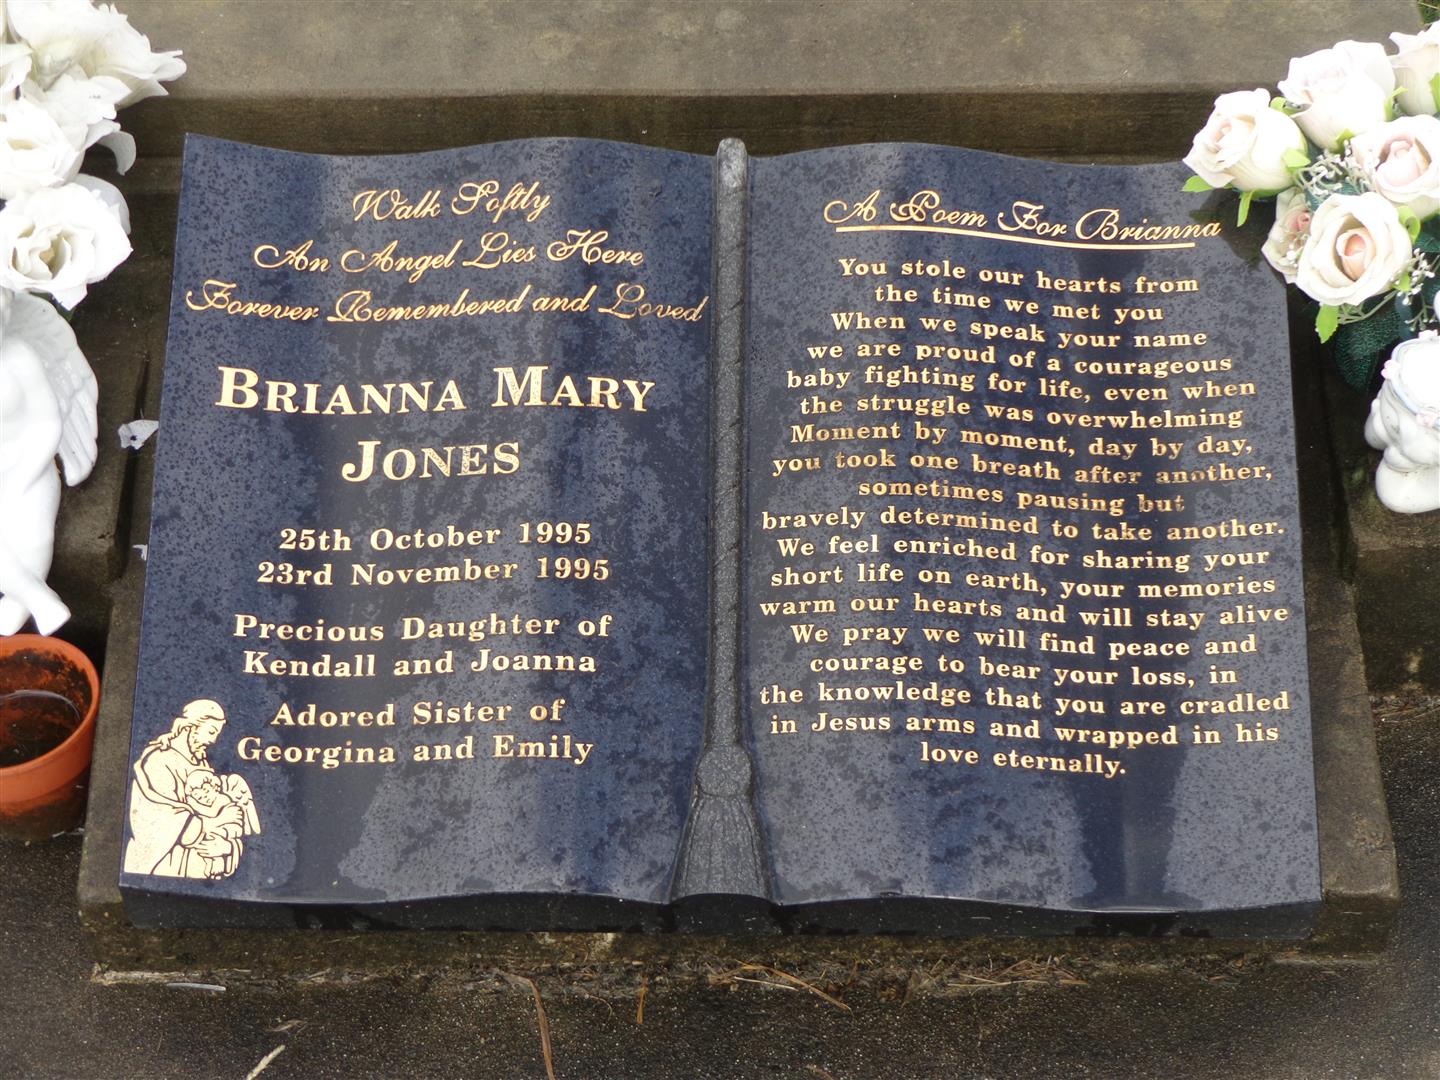 Walk Softly
An Angel Lies Here
Forever Remembered and Loved
BRIANNA MARY
JONES
25th October 1995
23rd November 1995
Precious Daughter of
Kendall and Joanna
Adored Sister of
Georgina and Emily
A Poem For Brianna
You stole our hearts from
the time we met you
When we speak your name
we are proud of a courageous
baby fighting for life, even when
the struggle was overwhelming
Moment by moment, day by day,
you took one breath after another,
sometimes pausing but
bravely determined to take another.
We feel enriched for sharing your
short life on earth, your memories
warm our hearts and will stay alive
We pray we will find peace and
courage to bear your loss, in
the knowledge that you are cradled
in Jesus arms and wrapped in his
love eternally.